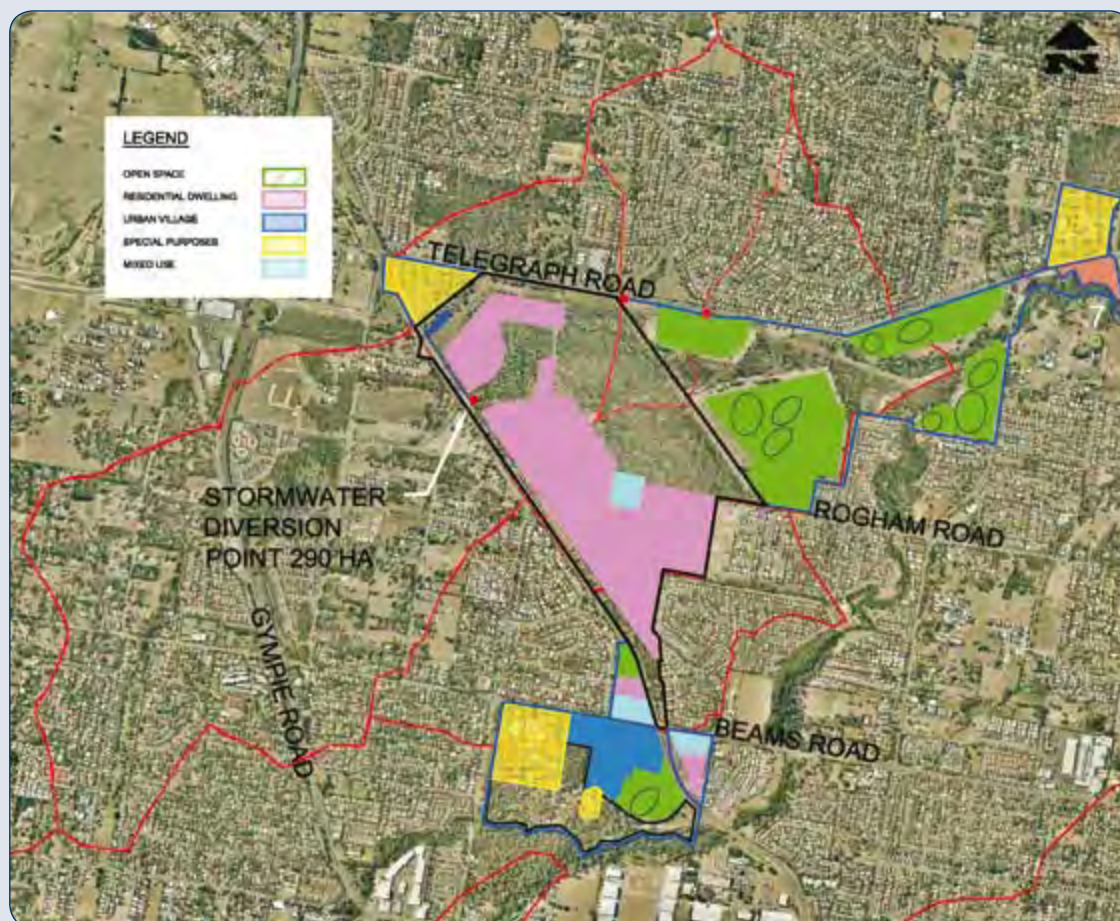 LEGEND
OPEN SPACE
RESIDENTIAL DWELLING
URBAN VILLAGE
SPECIAL PURPOSES
MIXED USE
N
TELEGRAPH ROAD
7
STORMWATER
DIVERSION
POINT 290 HA
ROGHAM ROAD
GYMPIE ROAD
BEAMS ROAD